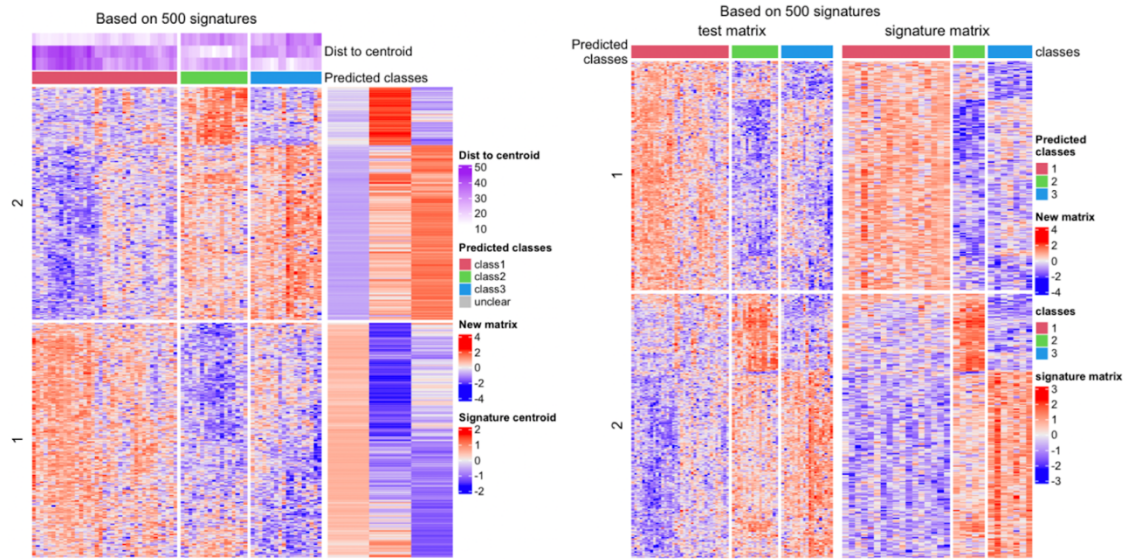 Based on 500 signatures
Dist to centroid
Predicted classes
2
1
Dist to centroid
50
40
30
20
10
Predicted classes
class1
class2
class3
unclear
New matrix
4
2
0
-2
-4
Signature centroid
2
1
0
-1
-2
Based on 500 signatures
test matrix
signature matrix
Predicted
classes
classes
1
2
Predicted
classes
1
2
3
New matrix
4
2
0
-2
-4
classes
1
2
3
signature matrix
3
2
1
0
-1
-2
-3